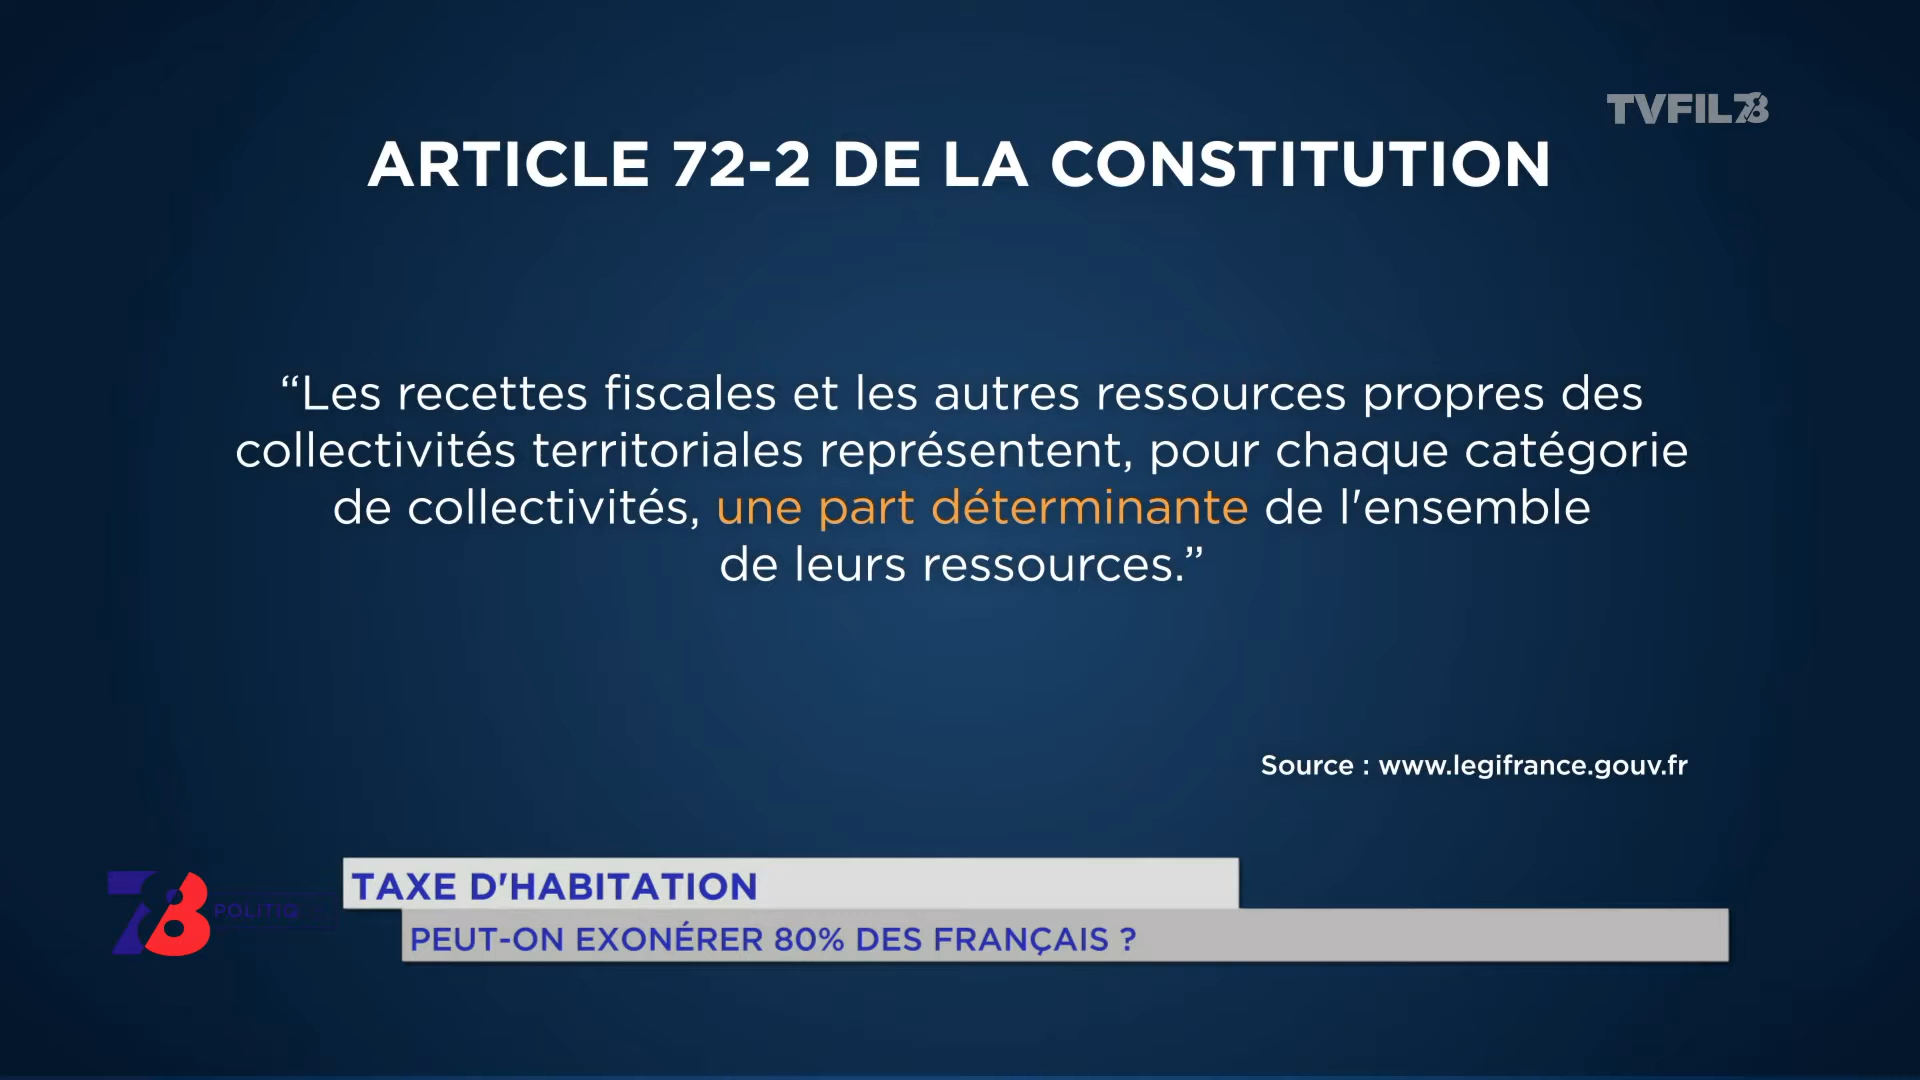 TVFIL78
ARTICLE 72-2 DE LA CONSTITUTION
“Les recettes fiscales et les autres ressources propres des
collectivités territoriales représentent, pour chaque catégorie
de collectivités, une part déterminante de l'ensemble
de leurs ressources.”
Source : www.legifrance.gouv.fr
78
TAXE D'HABITATION
PEUT-ON EXONÉRER 80% DES FRANÇAIS ?